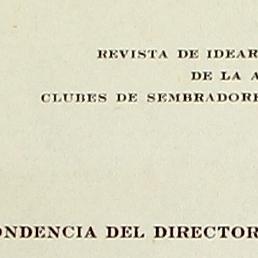 REVISTA DE IDEAR
DE LA A
CLUBES DE SEMBRADORE
ONDENCIA DEL DIRECTOR